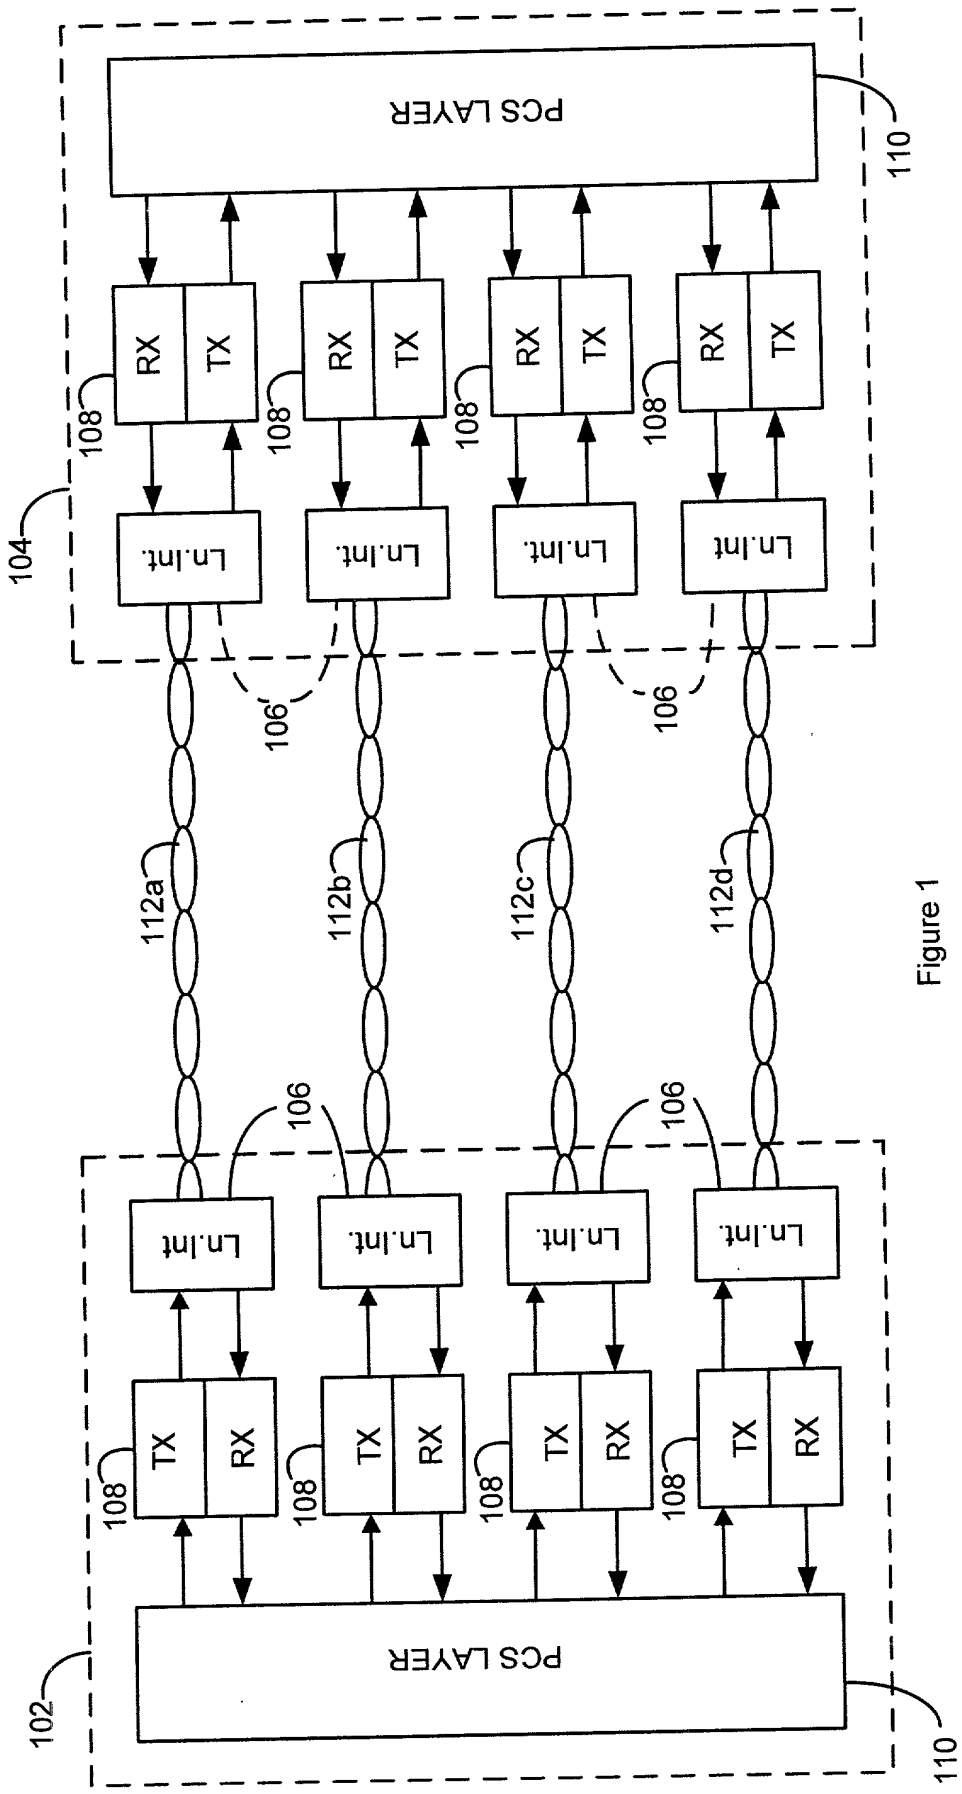 102
104
108
112a
108
TX
RX
Ln.Int
Ln.Int.
RX
TX
106
106
108
112b
108
TX
RX
Ln.Int.
Ln.Int.
RX
TX
PCS LAYER
PCS LAYER
108
112c
108
TX
RX
Ln.Int.
Ln.Int.
RX
TX
106
106
108
112d
108
TX
RX
Ln.Int.
Ln.Int
RX
TX
110
110
Figure 1